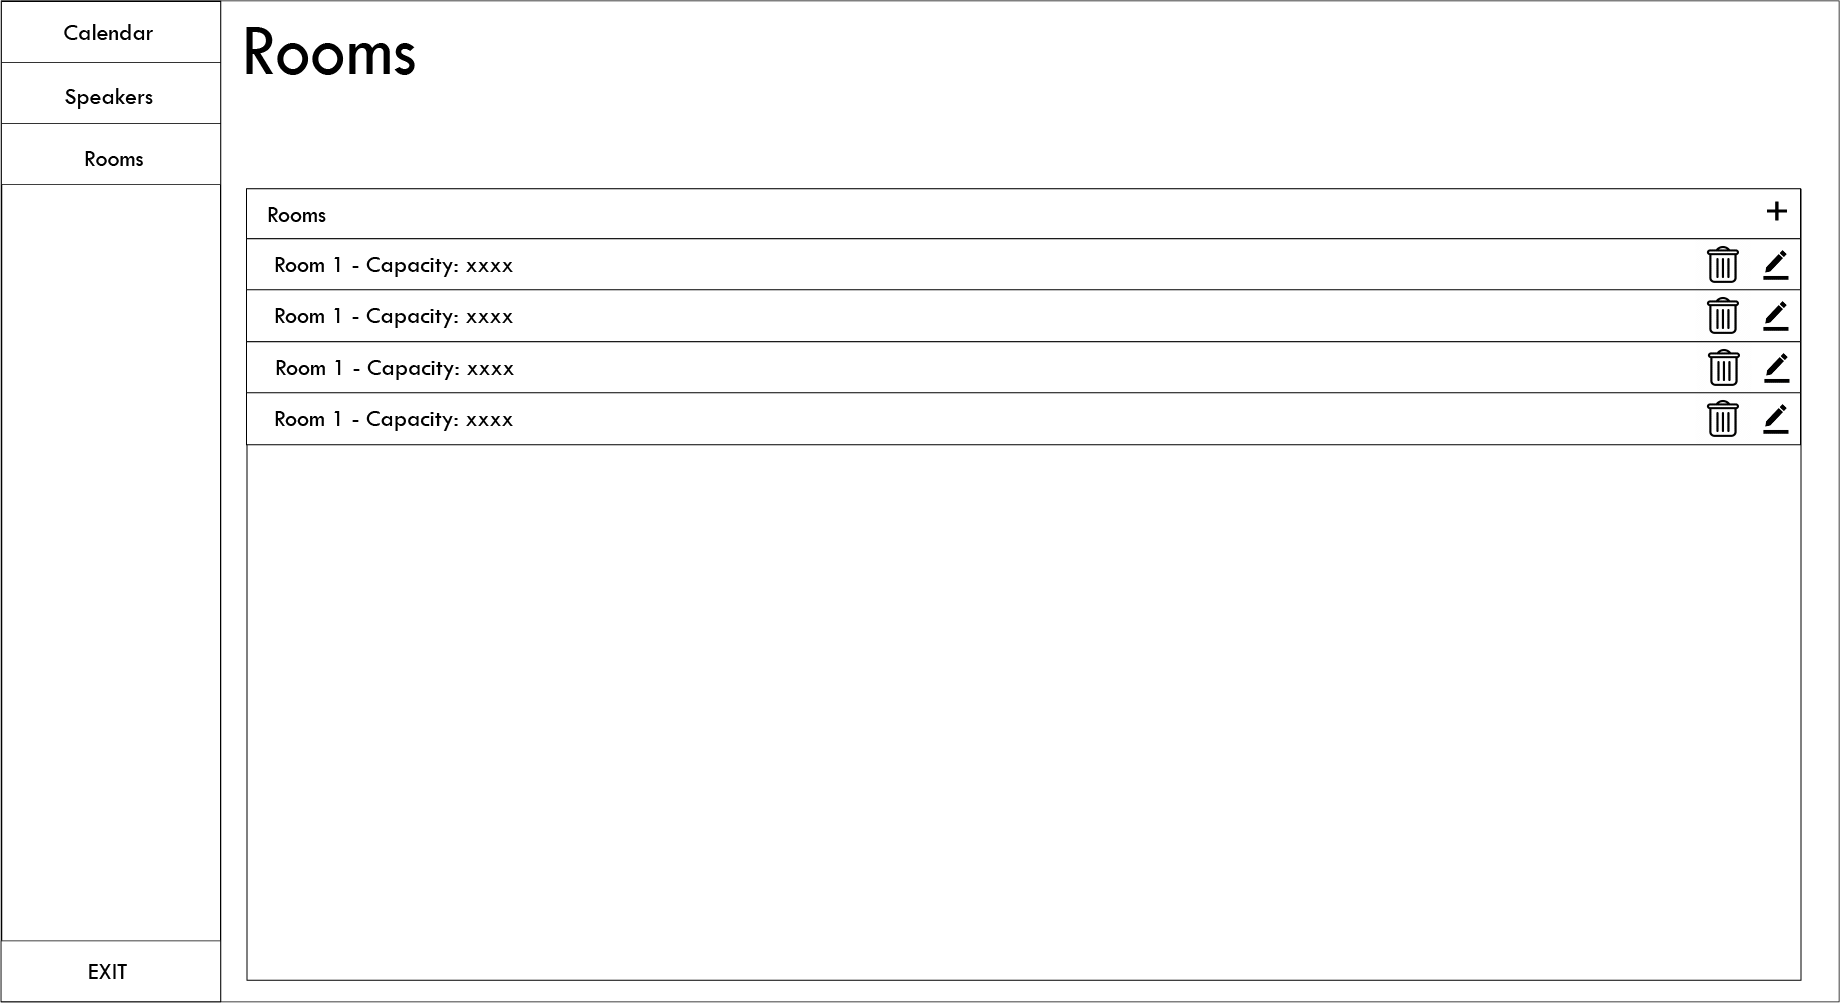 Calendar
Speakers
Rooms
EXIT
Rooms
Rooms
Room 1 - Capacity: xxxx
Room 1 - Capacity: xxxx
Room 1 - Capacity: xxxx
Room 1 - Capacity: xxxx